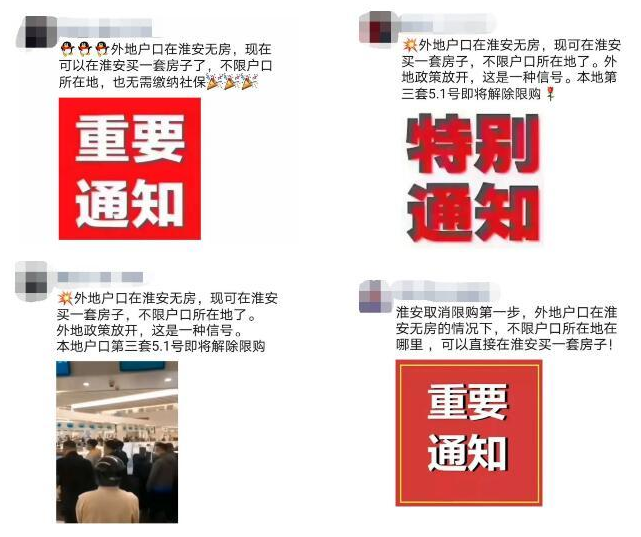 🐧🐧🐧外地户口在淮安无房，现在
可以在淮安买一套房子了，不限户口
所在地，也无需缴纳社保🎉🎉🎉
重要
通知
💥外地户口在淮安无房，现可在淮安
买一套房子，不限户口所在地了。外
地政策放开，这是一种信号。本地第
三套5.1号即将解除限购🌹
特别
通知
💥外地户口在淮安无房，现可在淮安
买一套房子，不限户口所在地了。
外地政策放开，这是一种信号。
本地户口第三套5.1号即将解除限购
淮安取消限购第一步，外地户口在淮
安无房的情况下，不限户口所在地在
哪里，可以直接在淮安买一套房子！
重要
通知